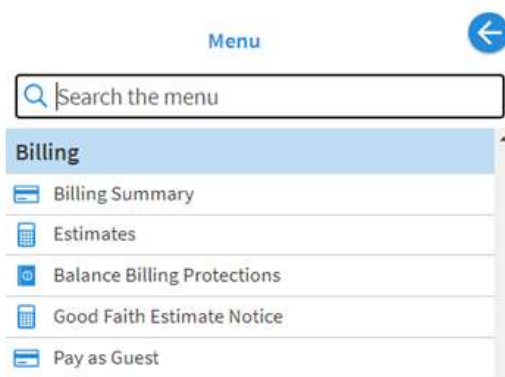 Menu
Search the menu
Billing
Billing Summary
Estimates
Balance Billing Protections
Good Faith Estimate Notice
Pay as Guest